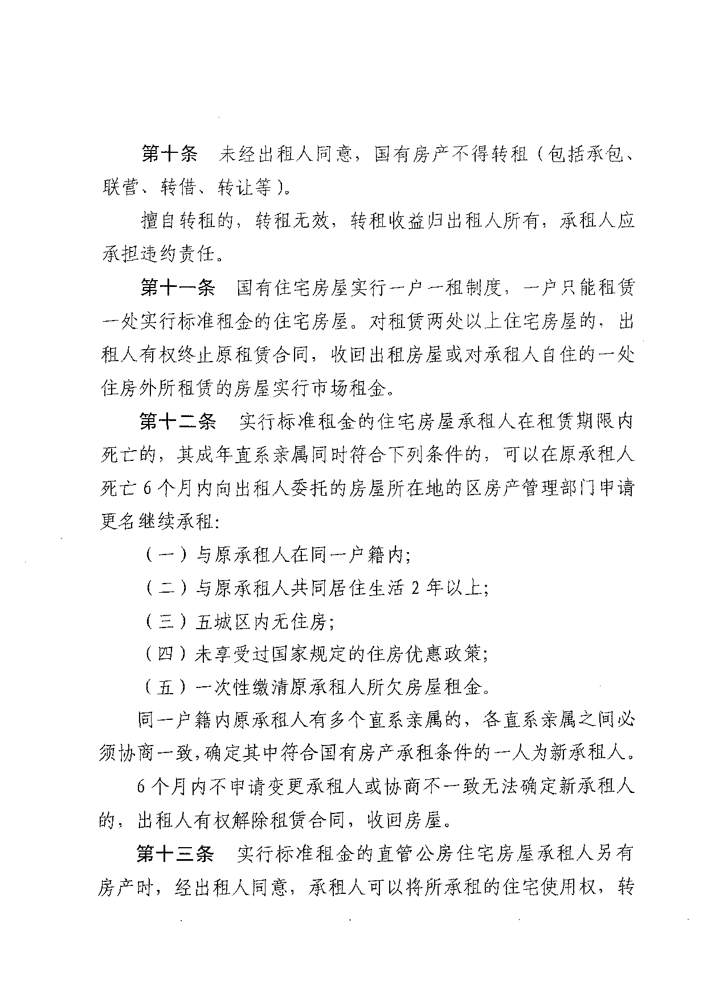 第十条　未经出租人同意，国有房产不得转租（包括承包、
联营、转借、转让等）。
擅自转租的，转租无效，转租收益归出租人所有，承租人应
承担违约责任。
第十一条　国有住宅房屋实行一户一租制度，一户只能租赁
一处实行标准租金的住宅房屋。对租赁两处以上住宅房屋的，出
租人有权终止原租赁合同，收回出租房屋或对承租人自住的一处
住房外所租赁的房屋实行市场租金。
第十二条　实行标准租金的住宅房屋承租人在租赁期限内
死亡的，其成年直系亲属同时符合下列条件的，可以在原承租人
死亡 6 个月内向出租人委托的房屋所在地的区房产管理部门申请
更名继续承租：
（一）与原承租人在同一户籍内；
（二）与原承租人共同居住生活 2 年以上；
（三）五城区内无住房；
（四）未享受过国家规定的住房优惠政策；
（五）一次性缴清原承租人所欠房屋租金。
同一户籍内原承租人有多个直系亲属的，各直系亲属之间必
须协商一致，确定其中符合国有房产承租条件的一人为新承租人。
6 个月内不申请变更承租人或协商不一致无法确定新承租人
的，出租人有权解除租赁合同，收回房屋。
第十三条　实行标准租金的直管公房住宅房屋承租人另有
房产时，经出租人同意，承租人可以将所承租的住宅使用权，转